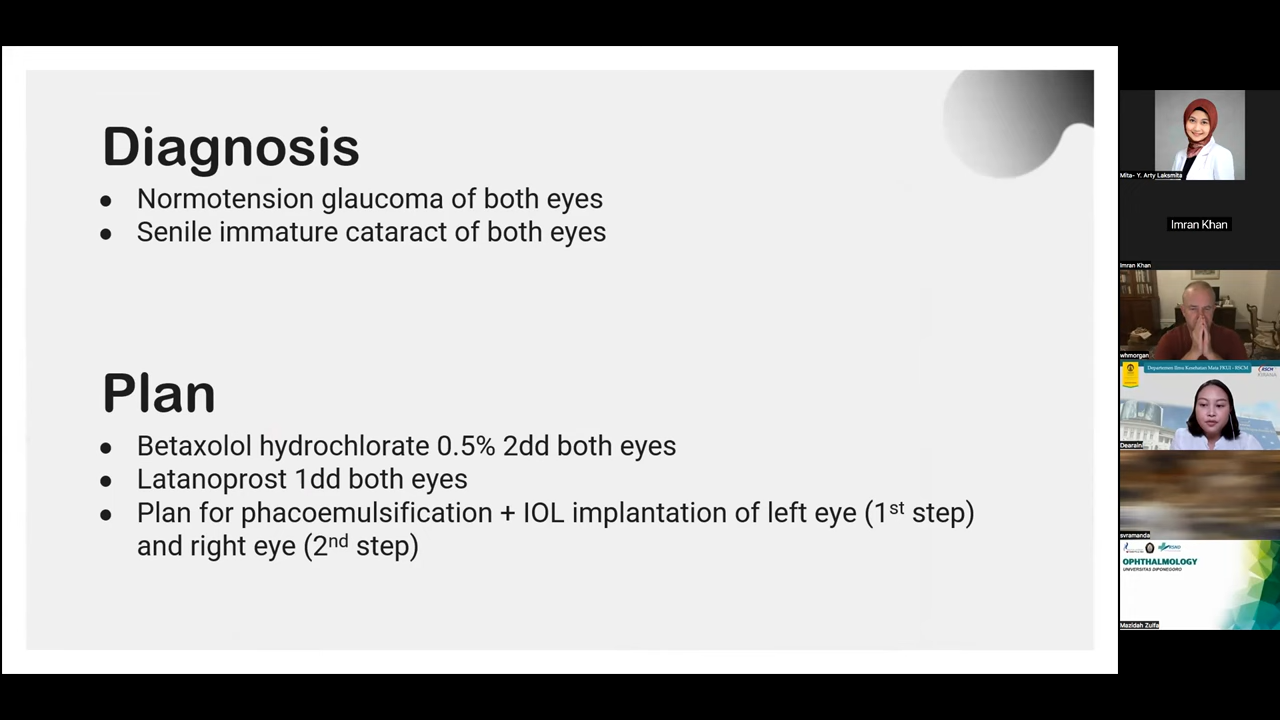 Diagnosis
● Normotension glaucoma of both eyes
● Senile immature cataract of both eyes
Plan
● Betaxolol hydrochlorate 0.5% 2dd both eyes
● Latanoprost 1dd both eyes
● Plan for phacoemulsification + IOL implantation of left eye (1st step)
and right eye (2nd step)
Mita- Y. Arty Laksmita
Imran Khan
Imran Khan
whmorgan
Departemen Ilmu Kesehatan Mata FKUI - RSCM
RSCM
KIRANA
Dearaini
svramanda
OPHTHALMOLOGY
UNIVERSITAS DIPONEGORO
Mazidah Zulfa